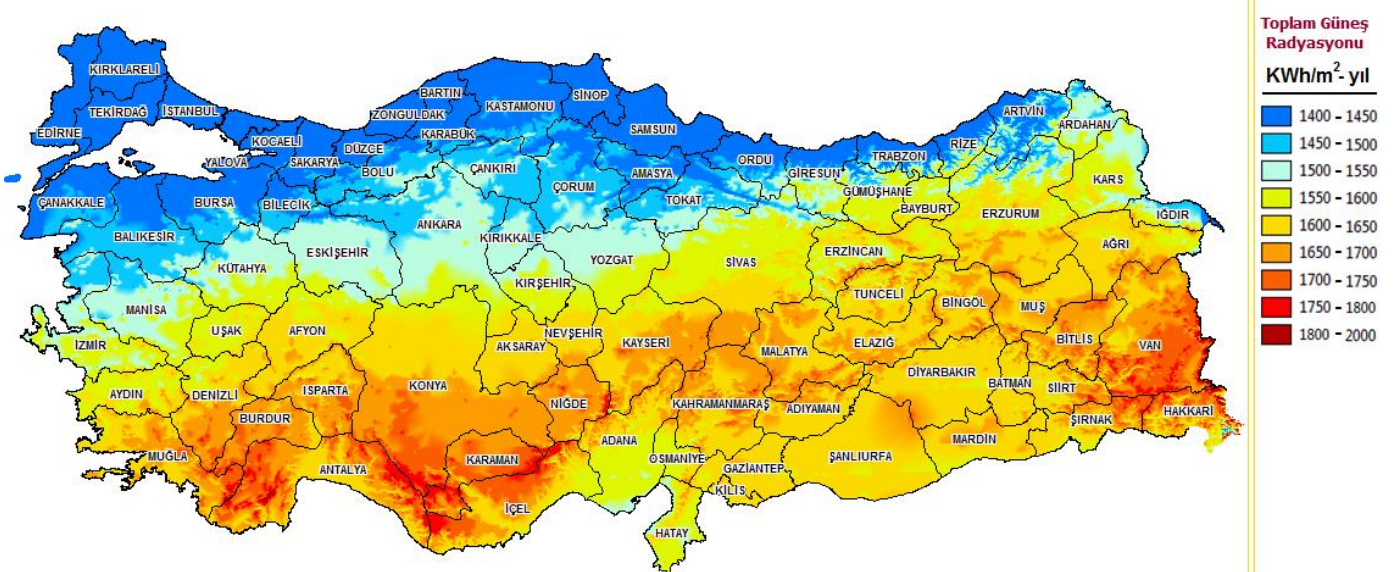 Toplam Güneş
Radyasyonu
KWh/m²- yıl
1400 - 1450
1450 - 1500
1500 - 1550
1550 - 1600
1600 - 1650
1650 - 1700
1700 - 1750
1750 - 1800
1800 - 2000
KIRKLARELİ
TEKİRDAĞ
İSTANBUL
EDİRNE
KOCAELİ
YALOVA
SAKARYA
DÜZCE
ZONGULDAK
BARTIN
KARABÜK
KASTAMONU
SİNOP
SAMSUN
ORDU
GİRESUN
TRABZON
RİZE
ARTVİN
ARDAHAN
ÇANAKKALE
BURSA
BİLECİK
BOLU
ÇANKIRI
ÇORUM
AMASYA
TOKAT
GÜMÜŞHANE
BAYBURT
ERZURUM
KARS
IĞDIR
BALIKESİR
KÜTAHYA
ESKİŞEHİR
ANKARA
KIRIKKALE
YOZGAT
SİVAS
ERZİNCAN
AĞRI
MANİSA
UŞAK
AFYON
KIRŞEHİR
NEVŞEHİR
AKSARAY
KAYSERİ
MALATYA
TUNCELİ
ELAZIĞ
BİNGÖL
MUŞ
BİTLİS
VAN
İZMİR
AYDIN
DENİZLİ
ISPARTA
BURDUR
KONYA
NİĞDE
KAHRAMANMARAŞ
ADIYAMAN
DİYARBAKIR
BATMAN
SİİRT
ŞIRNAK
HAKKARİ
MUĞLA
ANTALYA
KARAMAN
İÇEL
ADANA
OSMANİYE
GAZİANTEP
KİLİS
ŞANLIURFA
MARDİN
HATAY